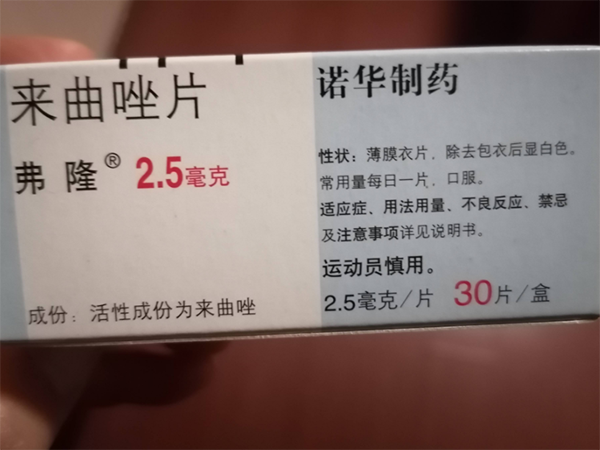 来曲唑片
弗隆® 2.5毫克
成份：活性成份为来曲唑
诺华制药
性状：薄膜衣片，除去包衣后显白色。
常用量每日一片，口服。
适应症、用法用量、不良反应、禁忌
及注意事项详见说明书。
运动员慎用。
2.5毫克/片 30片/盒